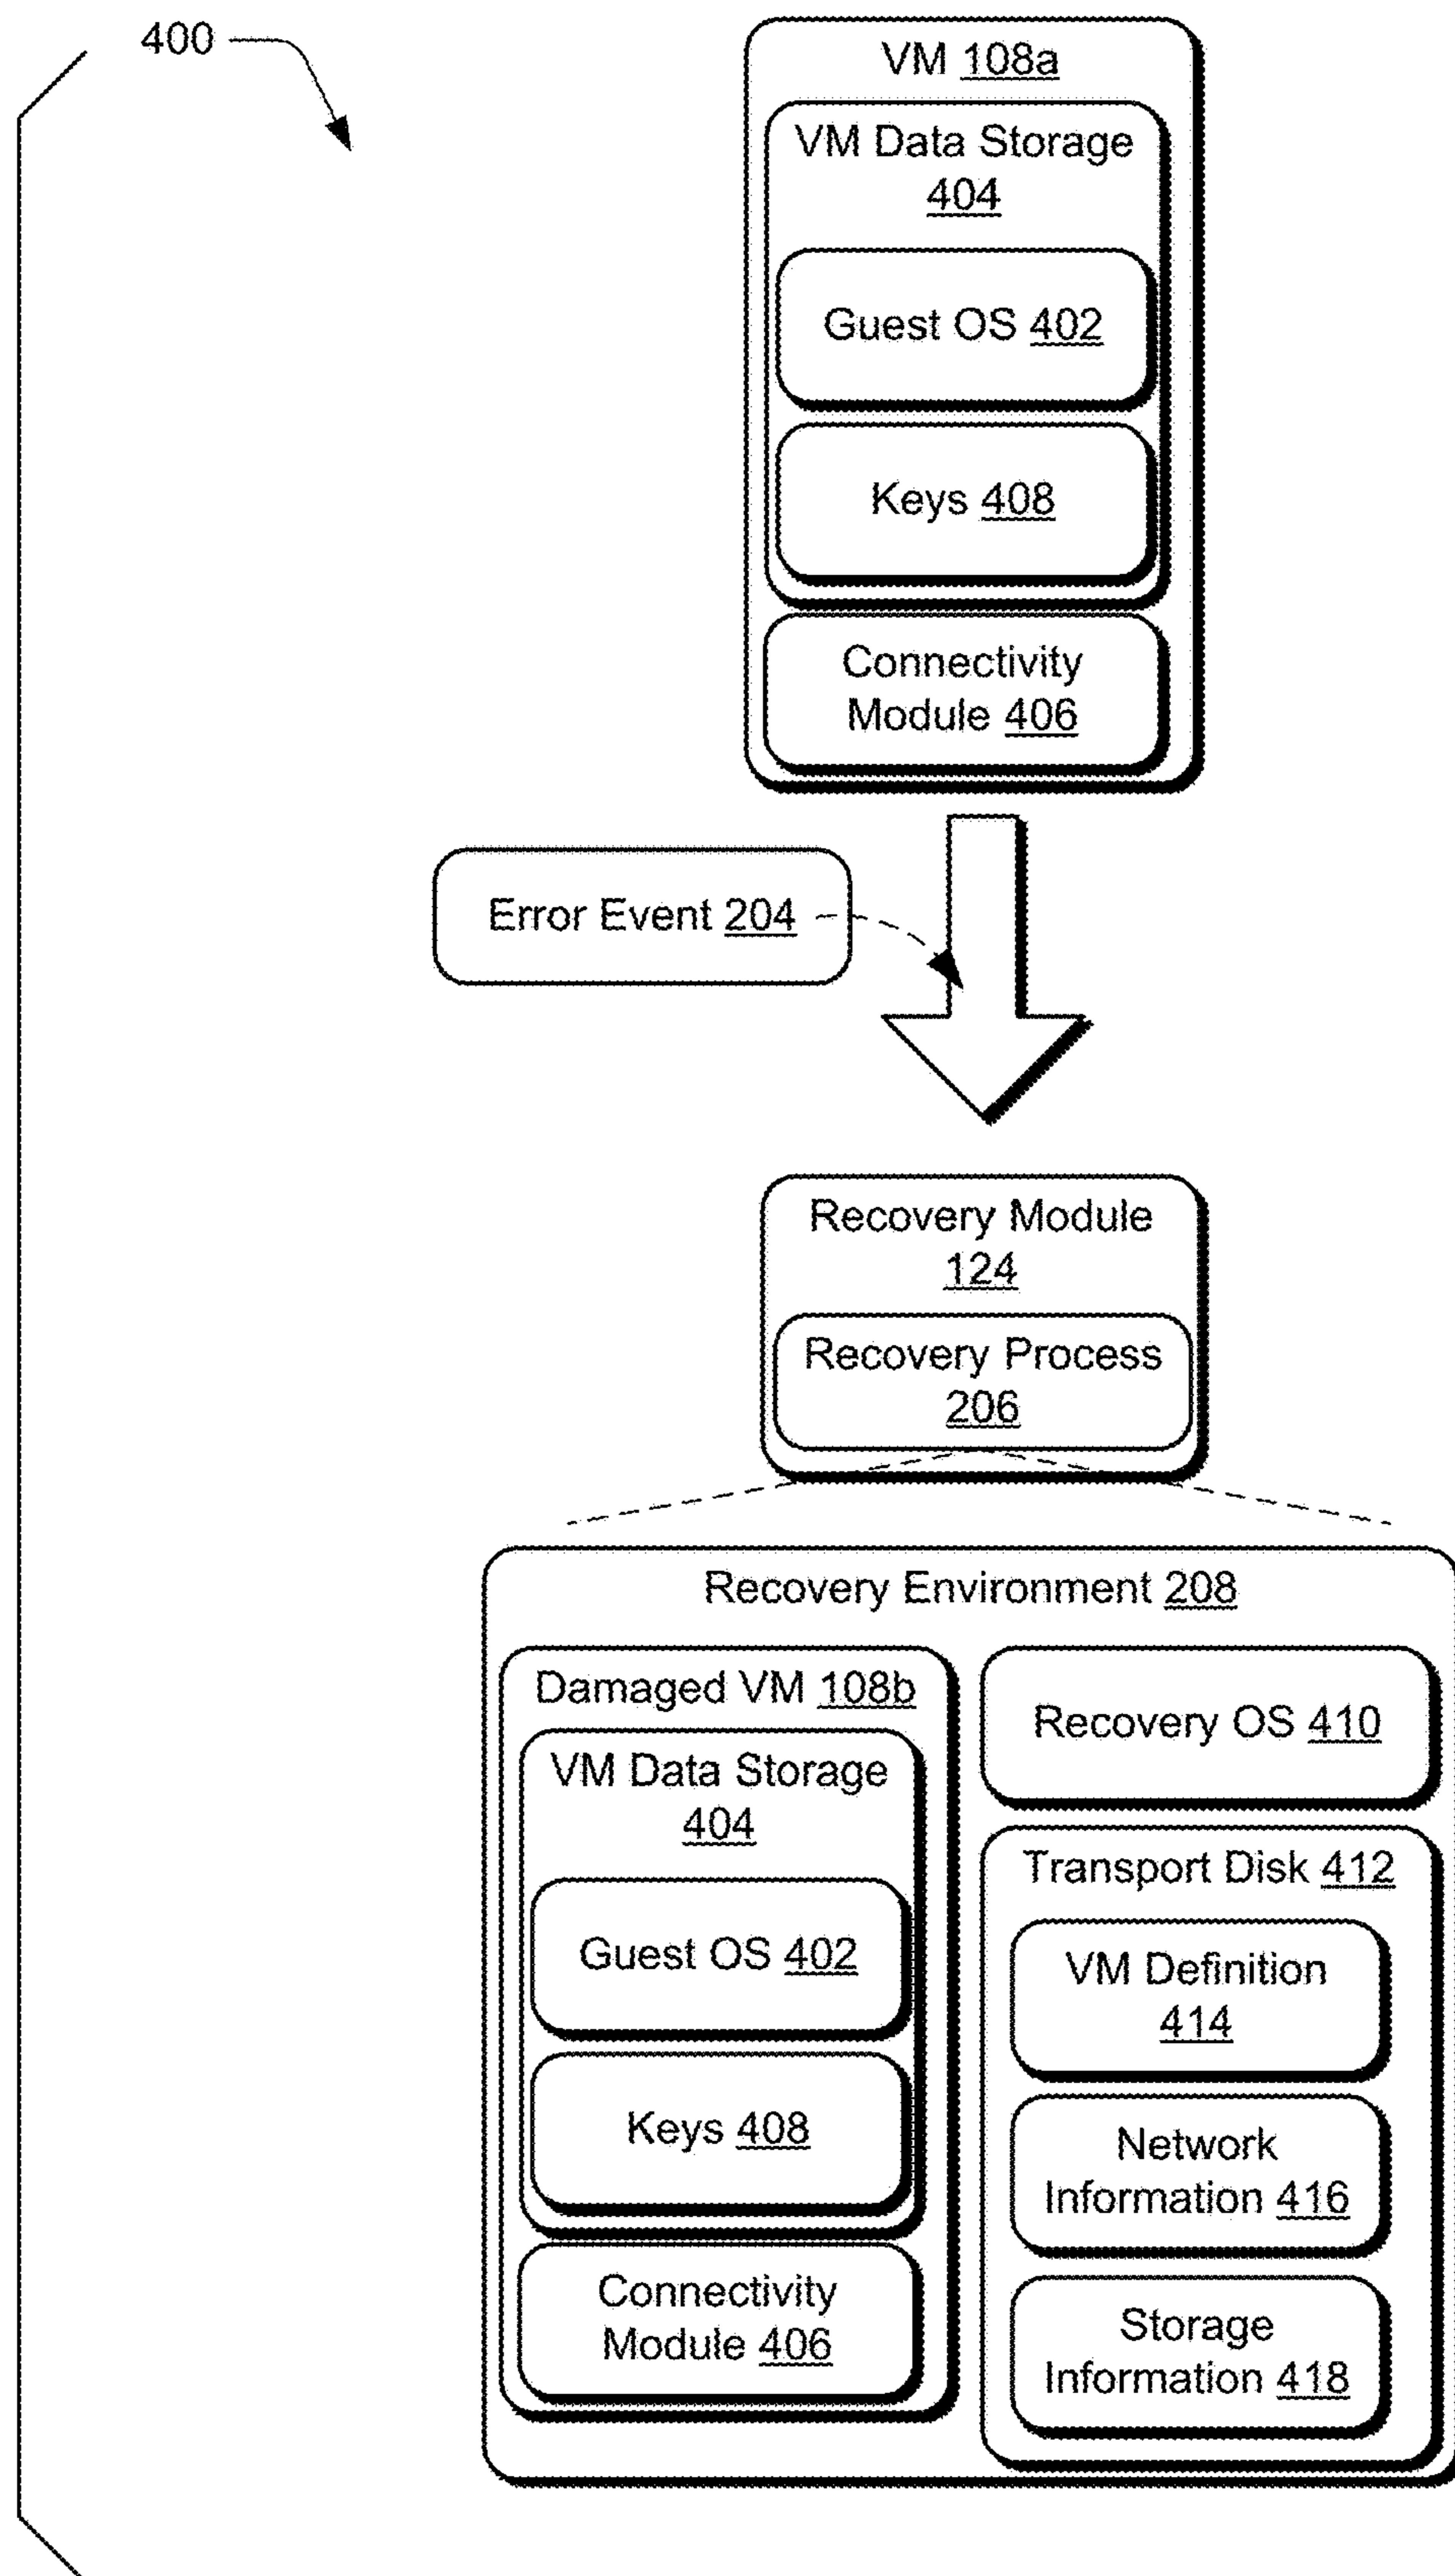 400
VM 108a
VM Data Storage
404
Guest OS 402
Keys 408
Connectivity
Module 406
Error Event 204
Recovery Module
124
Recovery Process
206
Recovery Environment 208
Damaged VM 108b
VM Data Storage
404
Guest OS 402
Keys 408
Connectivity
Module 406
Recovery OS 410
Transport Disk 412
VM Definition
414
Network
Information 416
Storage
Information 418